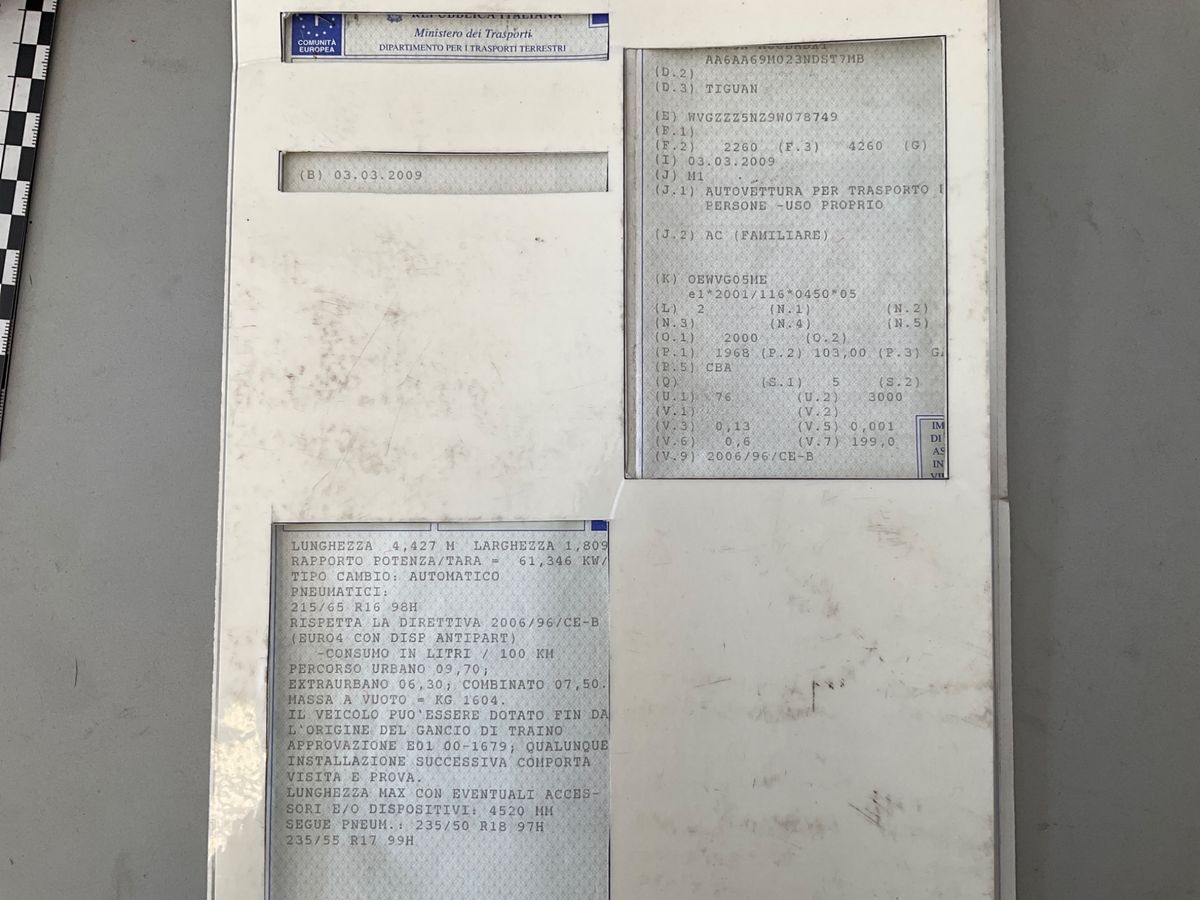 REPUBBLICA ITALIANA
COMUNITÀ
EUROPEA
Ministero dei Trasporti
DIPARTIMENTO PER I TRASPORTI TERRESTRI
(B) 03.03.2009
LUNGHEZZA 4,427 M LARGHEZZA 1,809
RAPPORTO POTENZA/TARA = 61,346 KW/
TIPO CAMBIO: AUTOMATICO
PNEUMATICI:
215/65 R16 98H
RISPETTA LA DIRETTIVA 2006/96/CE-B
(EURO4 CON DISP ANTIPART)
-CONSUMO IN LITRI / 100 KM
PERCORSO URBANO 09,70;
EXTRAURBANO 06,30; COMBINATO 07,50.
MASSA A VUOTO = KG 1604.
IL VEICOLO PUO'ESSERE DOTATO FIN DA
L'ORIGINE DEL GANCIO DI TRAINO
APPROVAZIONE E01 00-1679; QUALUNQUE
INSTALLAZIONE SUCCESSIVA COMPORTA
VISITA E PROVA.
LUNGHEZZA MAX CON EVENTUALI ACCES-
SORI E/O DISPOSITIVI: 4520 MM
SEGUE PNEUM.: 235/50 R18 97H
235/55 R17 99H
AA6AA69M023NDST7MB
(D.2)
(D.3) TIGUAN
(E) WVGZZZ5NZ9W078749
(F.1)
(F.2) 2260 (F.3) 4260 (G)
(I) 03.03.2009
(J) M1
(J.1) AUTOVETTURA PER TRASPORTO
PERSONE -USO PROPRIO
(J.2) AC (FAMILIARE)
(K) OEWVG05ME
e1*2001/116*0450*05
(L) 2 (N.1) (N.2)
(N.3) (N.4) (N.5)
(O.1) 2000 (O.2)
(P.1) 1968 (P.2) 103,00 (P.3) GA
(P.5) CBA
(Q) (S.1) 5 (S.2)
(U.1) 76 (U.2) 3000
(V.1) (V.2)
(V.3) 0,13 (V.5) 0,001
(V.6) 0,6 (V.7) 199,0
(V.9) 2006/96/CE-B
IM
DI
AS
IN